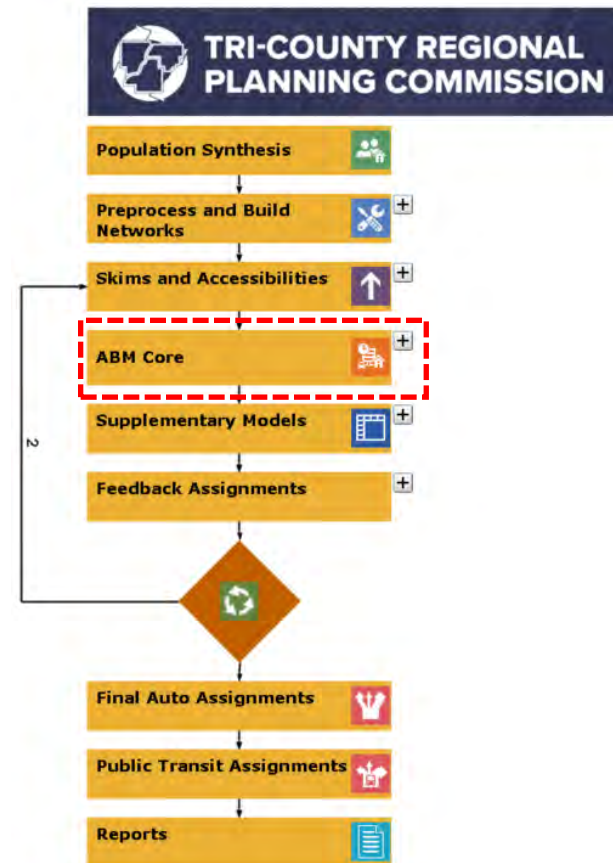 TRI-COUNTY REGIONAL
PLANNING COMMISSION
Population Synthesis
Preprocess and Build
Networks
Skims and Accessibilities
ABM Core
Supplementary Models
2
Feedback Assignments
Final Auto Assignments
Public Transit Assignments
Reports